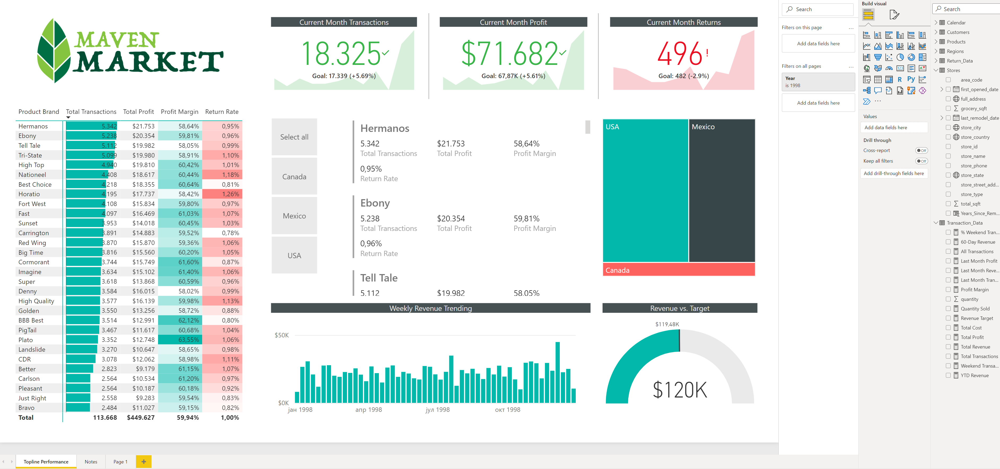 MAVEN
MARKET
Current Month Transactions
18.325
Goal: 17.339 (+5.69%)
Current Month Profit
$71.682
Goal: 67,87K (+5.61%)
Current Month Returns
496!
Goal: 482 (-2.9%)
Product Brand Total Transactions Total Profit Profit Margin Return Rate
Hermanos 5.342 $21.753 58,64% 0,95%
Ebony 5.238 $20.354 59,81% 0,96%
Tell Tale 5.112 $19.982 58,05% 0,99%
Tri-State 5.099 $19.980 58,91% 1,10%
High Top 4.940 $19.810 60,42% 1,01%
Nationeel 4.408 $18.617 60,44% 1,18%
Best Choice 4.218 $18.355 60,64% 0,81%
Horatio 4.195 $17.737 58,42% 1,26%
Fort West 4.108 $15.834 59,80% 0,97%
Fast 4.097 $16.469 61,03% 1,07%
Sunset 3.953 $14.018 60,45% 1,03%
Carrington 3.891 $14.883 59,52% 0,78%
Red Wing 3.870 $15.870 59,36% 1,06%
Big Time 3.816 $15.560 60,20% 1,05%
Cormorant 3.744 $15.749 61,60% 0,87%
Imagine 3.634 $15.102 61,40% 1,06%
Super 3.618 $13.868 60,59% 0,96%
Denny 3.584 $16.015 58,02% 0,99%
High Quality 3.577 $16.139 59,98% 1,13%
Golden 3.550 $13.256 58,72% 0,88%
BBB Best 3.514 $12.991 62,12% 0,80%
PigTail 3.467 $11.617 60,68% 1,04%
Plato 3.352 $12.748 63,55% 1,06%
Landslide 3.270 $10.647 58,65% 0,98%
CDR 3.078 $12.062 58,98% 1,11%
Better 2.823 $9.179 61,15% 1,07%
Carlson 2.564 $10.534 61,20% 0,97%
Pleasant 2.564 $10.187 60,18% 0,92%
Just Right 2.558 $9.283 59,54% 0,83%
Bravo 2.484 $11.027 59,15% 0,82%
Total 113.668 $449.627 59,94% 1,00%
Select all
Canada
Mexico
USA
Hermanos
5.342 $21.753 58,64%
Total Transactions Total Profit Profit Margin
0,95%
Return Rate
Ebony
5.238 $20.354 59,81%
Total Transactions Total Profit Profit Margin
0,96%
Return Rate
Tell Tale
5.112 $19.982 58,05%
USA
Mexico
Canada
Weekly Revenue Trending
$50K
$0K
јан 1998 апр 1998 јул 1998 окт 1998
Revenue vs. Target
$119,48K
$120K
Search
Filters on this page ...
Add data fields here
Filters on all pages ...
Year
is 1998
Add data fields here
Build visual
123
R Py
...
Values
Add data fields here
Drill through
Cross-report Off
Keep all filters Off
Add drill-through fields here
Search
Calendar
Customers
Products
Regions
Return_Data
Stores
area_code
first_opened_date
full_address
grocery_sqft
last_remodel_date
store_city
store_country
store_id
store_name
store_phone
store_state
store_street_add...
store_type
total_sqft
Years_Since_Rem...
Transaction_Data
% Weekend Tran...
60-Day Revenue
All Transactions
Last Month Profit
Last Month Reve...
Last Month Tran...
Profit Margin
quantity
Quantity Sold
Revenue Target
Total Cost
Total Profit
Total Revenue
Total Transactions
Weekend Transa...
YTD Revenue
Topline Performance Notes Page 1 +